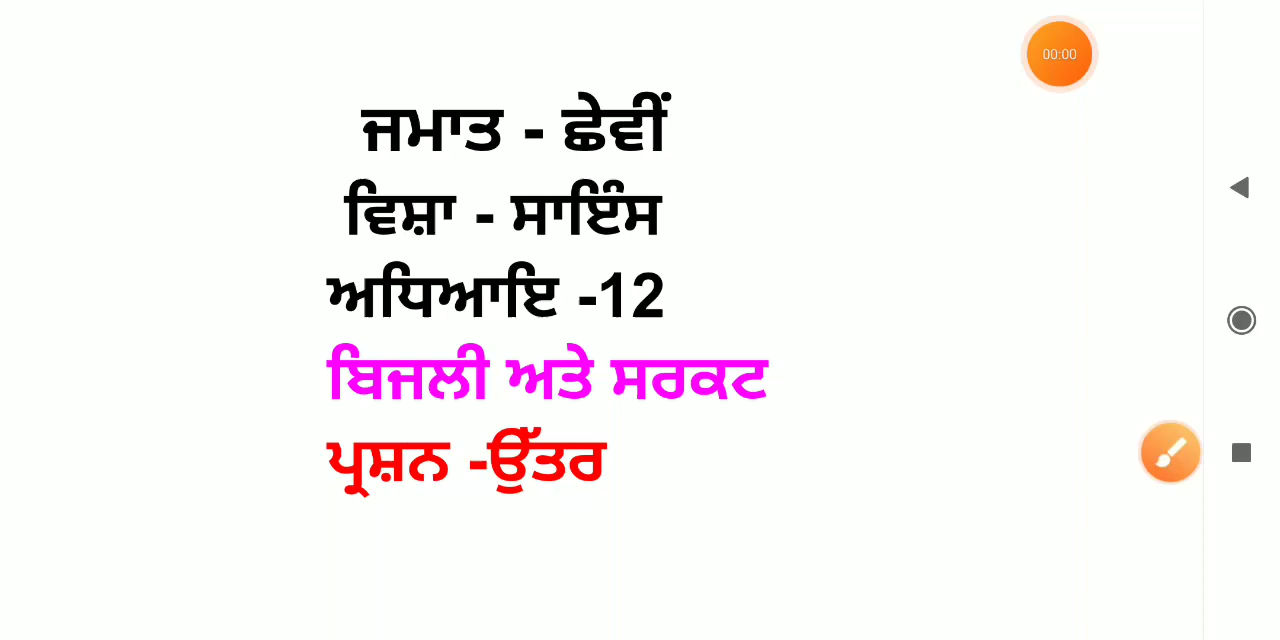 00:00
ਜਮਾਤ - ਛੇਵੀਂ
ਵਿਸ਼ਾ - ਸਾਇੰਸ
ਅਧਿਆਇ -12
ਬਿਜਲੀ ਅਤੇ ਸਰਕਟ
ਪ੍ਰਸ਼ਨ -ਉੱਤਰ